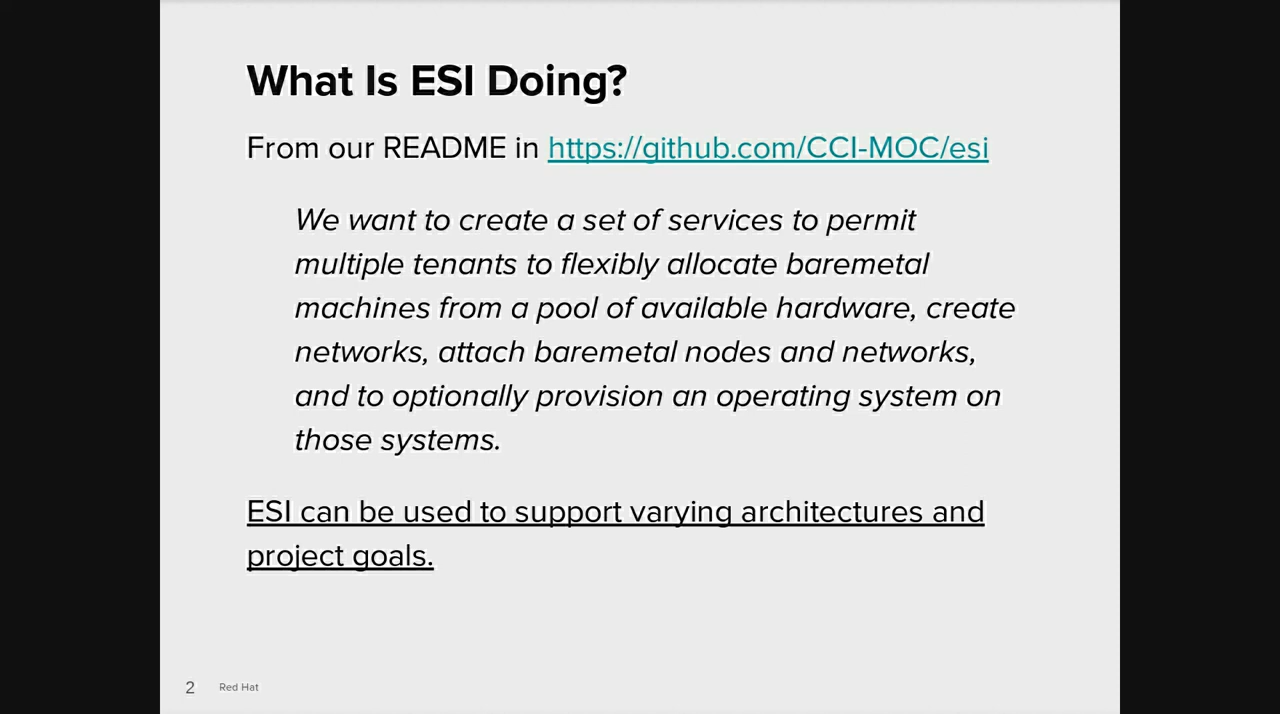 What Is ESI Doing?
From our README in https://github.com/CCI-MOC/esi
We want to create a set of services to permit
multiple tenants to flexibly allocate baremetal
machines from a pool of available hardware, create
networks, attach baremetal nodes and networks,
and to optionally provision an operating system on
those systems.
ESI can be used to support varying architectures and
project goals.
2 Red Hat